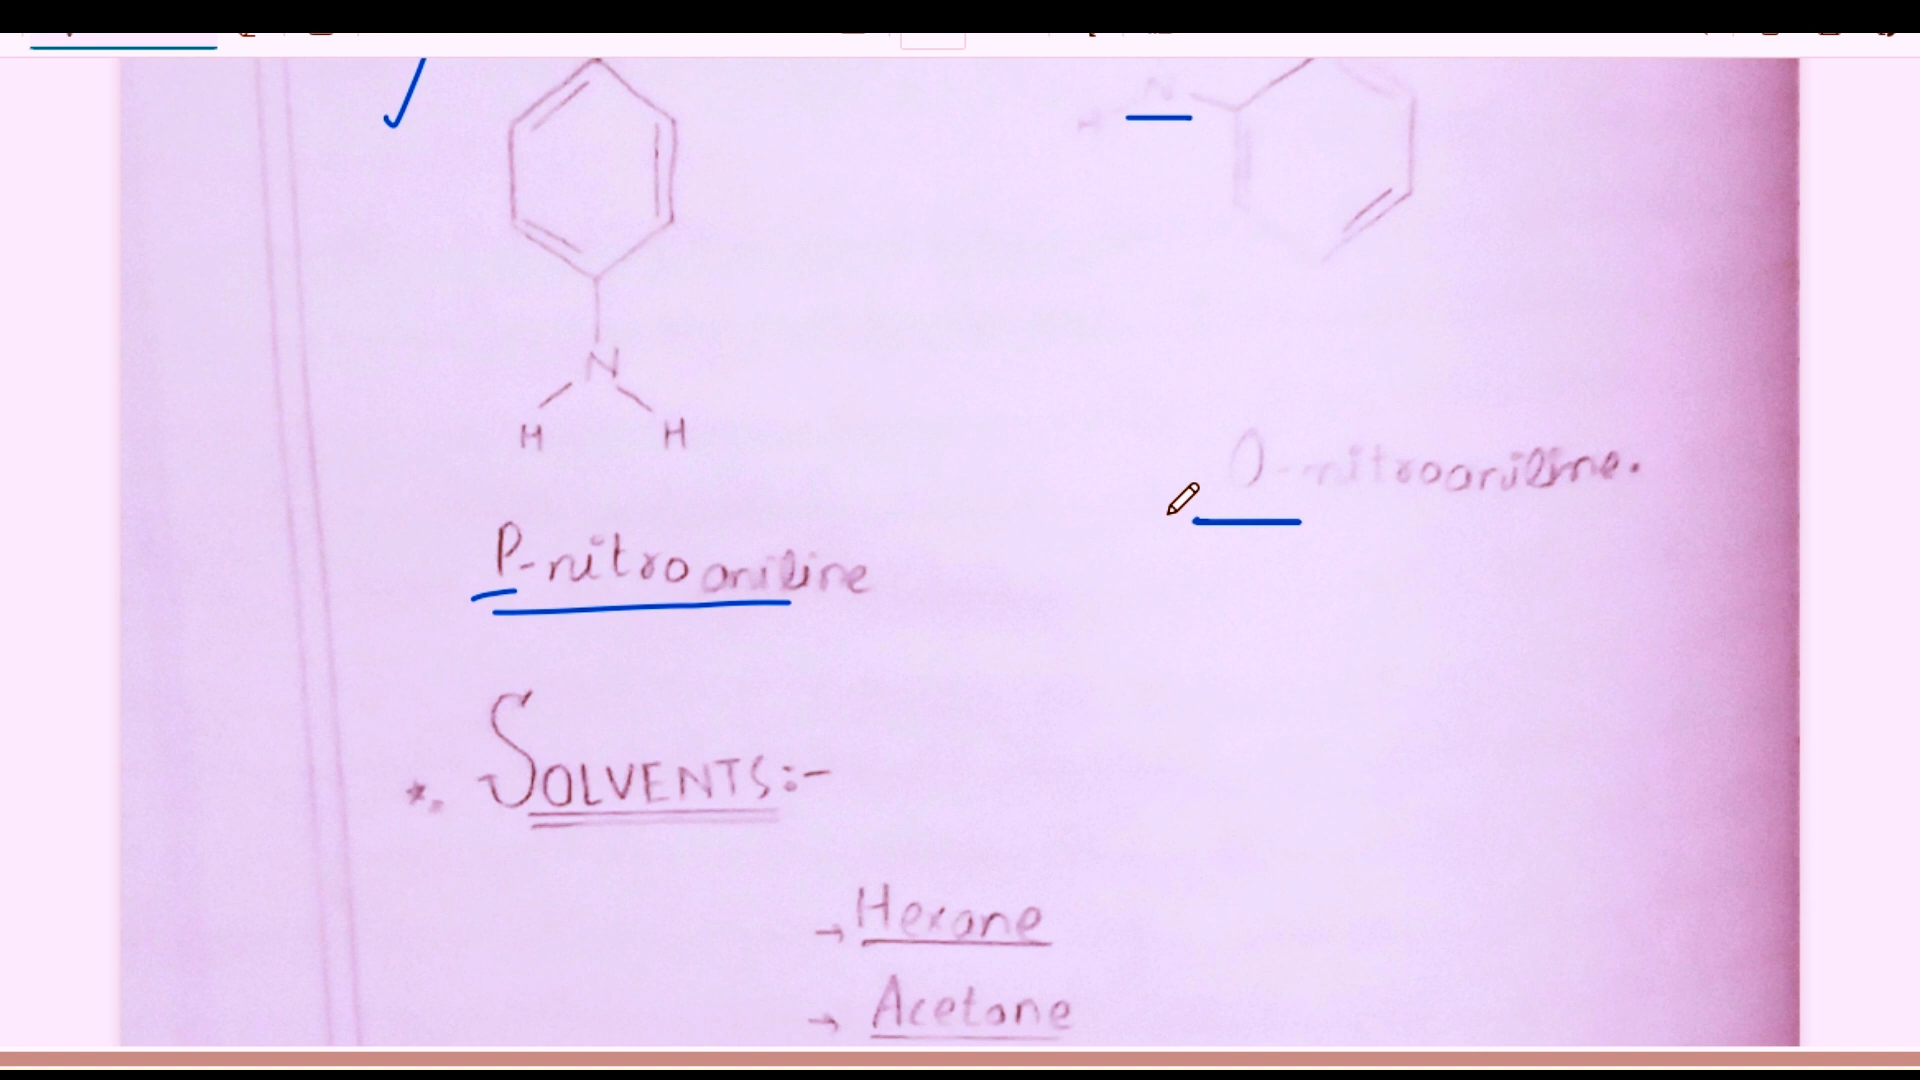 H N
N
H H
O-nitroaniline.
P-nitroaniline
*. SOLVENTS:-
→ Hexane
→ Acetone